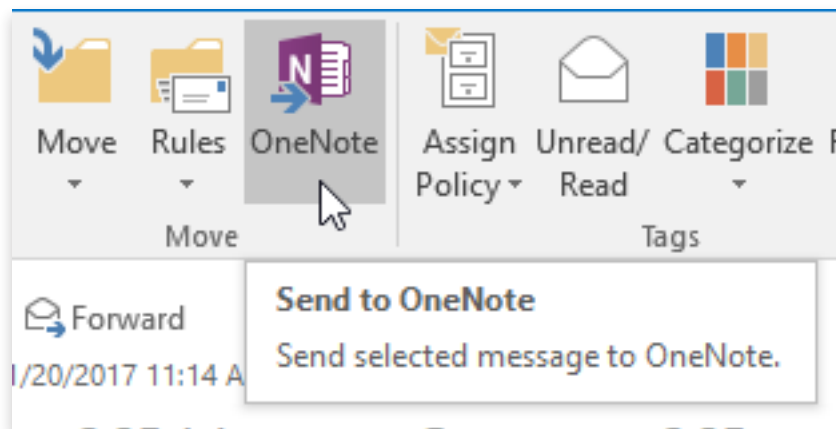 Move
Rules
OneNote
Assign
Policy
Unread/
Read
Categorize
Move
Tags
Forward
/20/2017 11:14 A
Send to OneNote
Send selected message to OneNote.